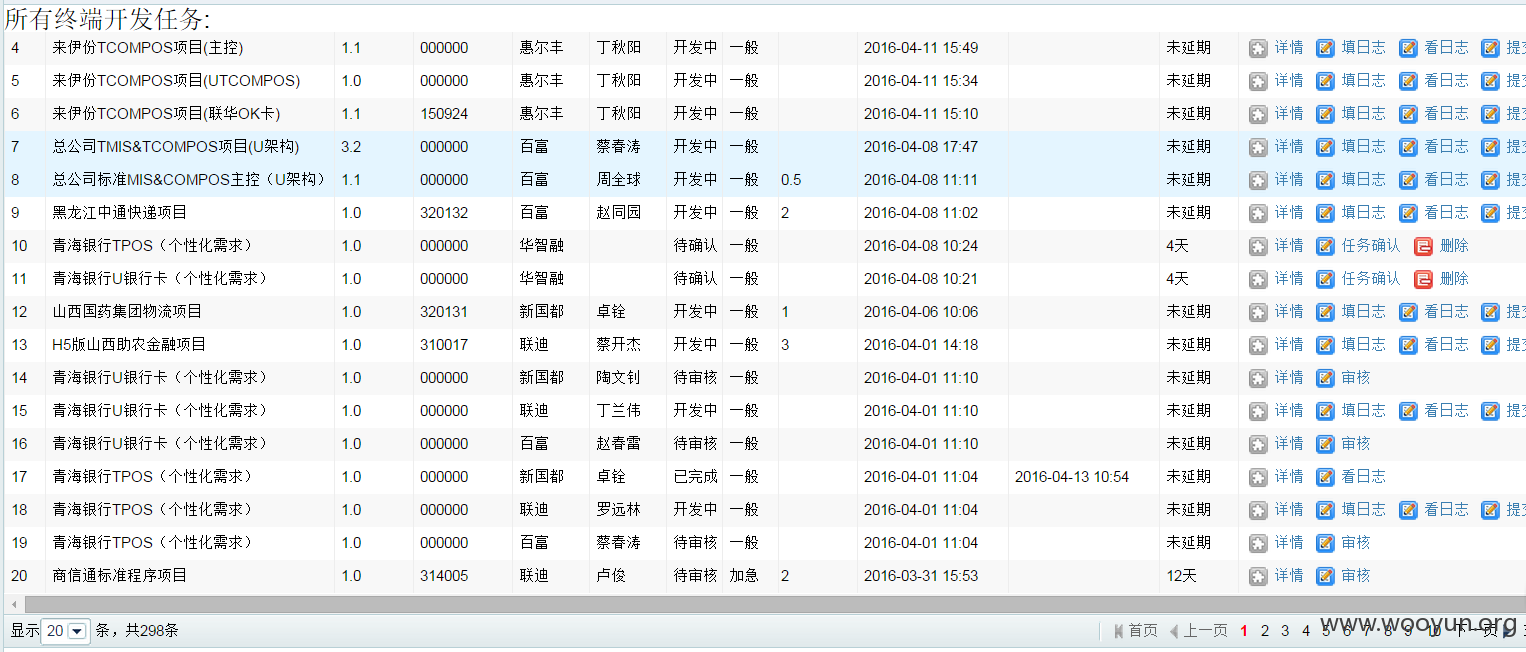 所有终端开发任务:
4 来伊份TCOMPOS项目(主控) 1.1 000000 惠尔丰 丁秋阳 开发中 一般 2016-04-11 15:49 未延期 详情 填日志 看日志 提交
5 来伊份TCOMPOS项目(UTCOMPOS) 1.0 000000 惠尔丰 丁秋阳 开发中 一般 2016-04-11 15:34 未延期 详情 填日志 看日志 提交
6 来伊份TCOMPOS项目(联华OK卡) 1.1 150924 惠尔丰 丁秋阳 开发中 一般 2016-04-11 15:10 未延期 详情 填日志 看日志 提交
7 总公司TMIS&TCOMPOS项目(U架构) 3.2 000000 百富 蔡春涛 开发中 一般 2016-04-08 17:47 未延期 详情 填日志 看日志 提交
8 总公司标准MIS&COMPOS主控（U架构） 1.1 000000 百富 周全球 开发中 一般 0.5 2016-04-08 11:11 未延期 详情 填日志 看日志 提交
9 黑龙江中通快递项目 1.0 320132 百富 赵同园 开发中 一般 2 2016-04-08 11:02 未延期 详情 填日志 看日志 提交
10 青海银行TPOS（个性化需求） 1.0 000000 华智融 待确认 一般 2016-04-08 10:24 4天 详情 任务确认 删除
11 青海银行U银行卡（个性化需求） 1.0 000000 华智融 待确认 一般 2016-04-08 10:21 4天 详情 任务确认 删除
12 山西国药集团物流项目 1.0 320131 新国都 卓铨 开发中 一般 1 2016-04-06 10:06 未延期 详情 填日志 看日志 提交
13 H5版山西助农金融项目 1.0 310017 联迪 蔡开杰 开发中 一般 3 2016-04-01 14:18 未延期 详情 填日志 看日志 提交
14 青海银行U银行卡（个性化需求） 1.0 000000 新国都 陶文钊 待审核 一般 2016-04-01 11:10 未延期 详情 审核
15 青海银行U银行卡（个性化需求） 1.0 000000 联迪 丁兰伟 开发中 一般 2016-04-01 11:10 未延期 详情 填日志 看日志 提交
16 青海银行U银行卡（个性化需求） 1.0 000000 百富 赵春雷 待审核 一般 2016-04-01 11:10 未延期 详情 审核
17 青海银行TPOS（个性化需求） 1.0 000000 新国都 卓铨 已完成 一般 2016-04-01 11:04 2016-04-13 10:54 未延期 详情 看日志
18 青海银行TPOS（个性化需求） 1.0 000000 联迪 罗远林 开发中 一般 2016-04-01 11:04 未延期 详情 填日志 看日志 提交
19 青海银行TPOS（个性化需求） 1.0 000000 百富 蔡春涛 待审核 一般 2016-04-01 11:04 未延期 详情 审核
20 商信通标准程序项目 1.0 314005 联迪 卢俊 待审核 加急 2 2016-03-31 15:53 12天 详情 审核
显示 20 条，共298条 首页 上一页 1 2 3 4 5 6 7 8 9 10 下一页
www.wooyun.org